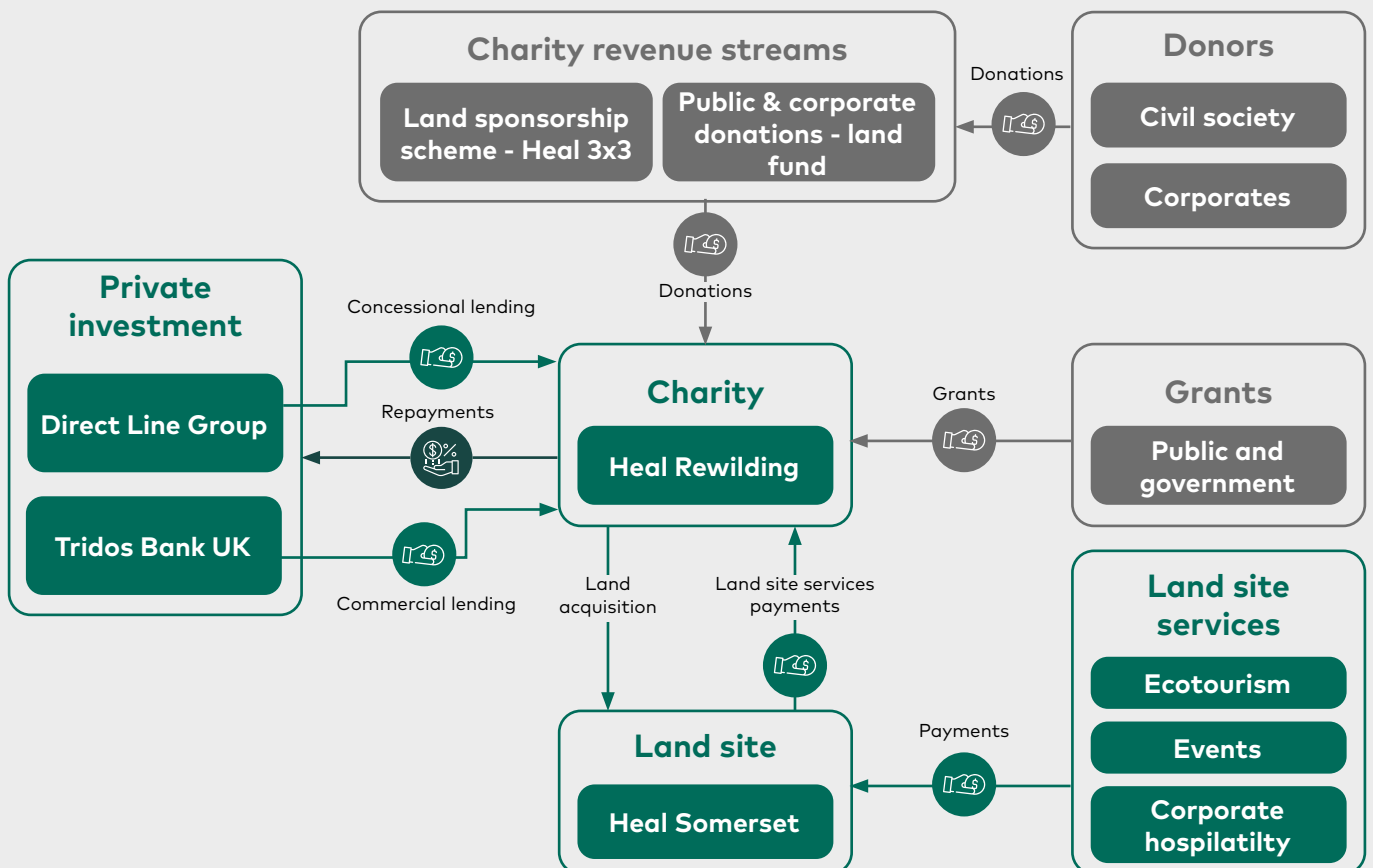 Charity revenue streams
Land sponsorship
scheme - Heal 3x3
Public & corporate
donations - land
fund
Donations
Donors
Civil society
Corporates
Donations
Private
investment
Direct Line Group
Tridos Bank UK
Concessional lending
Repayments
Commercial lending
Charity
Heal Rewilding
Grants
Grants
Public and
government
Land
acquisition
Land site services
payments
Land site
Heal Somerset
Payments
Land site
services
Ecotourism
Events
Corporate
hospilatilty